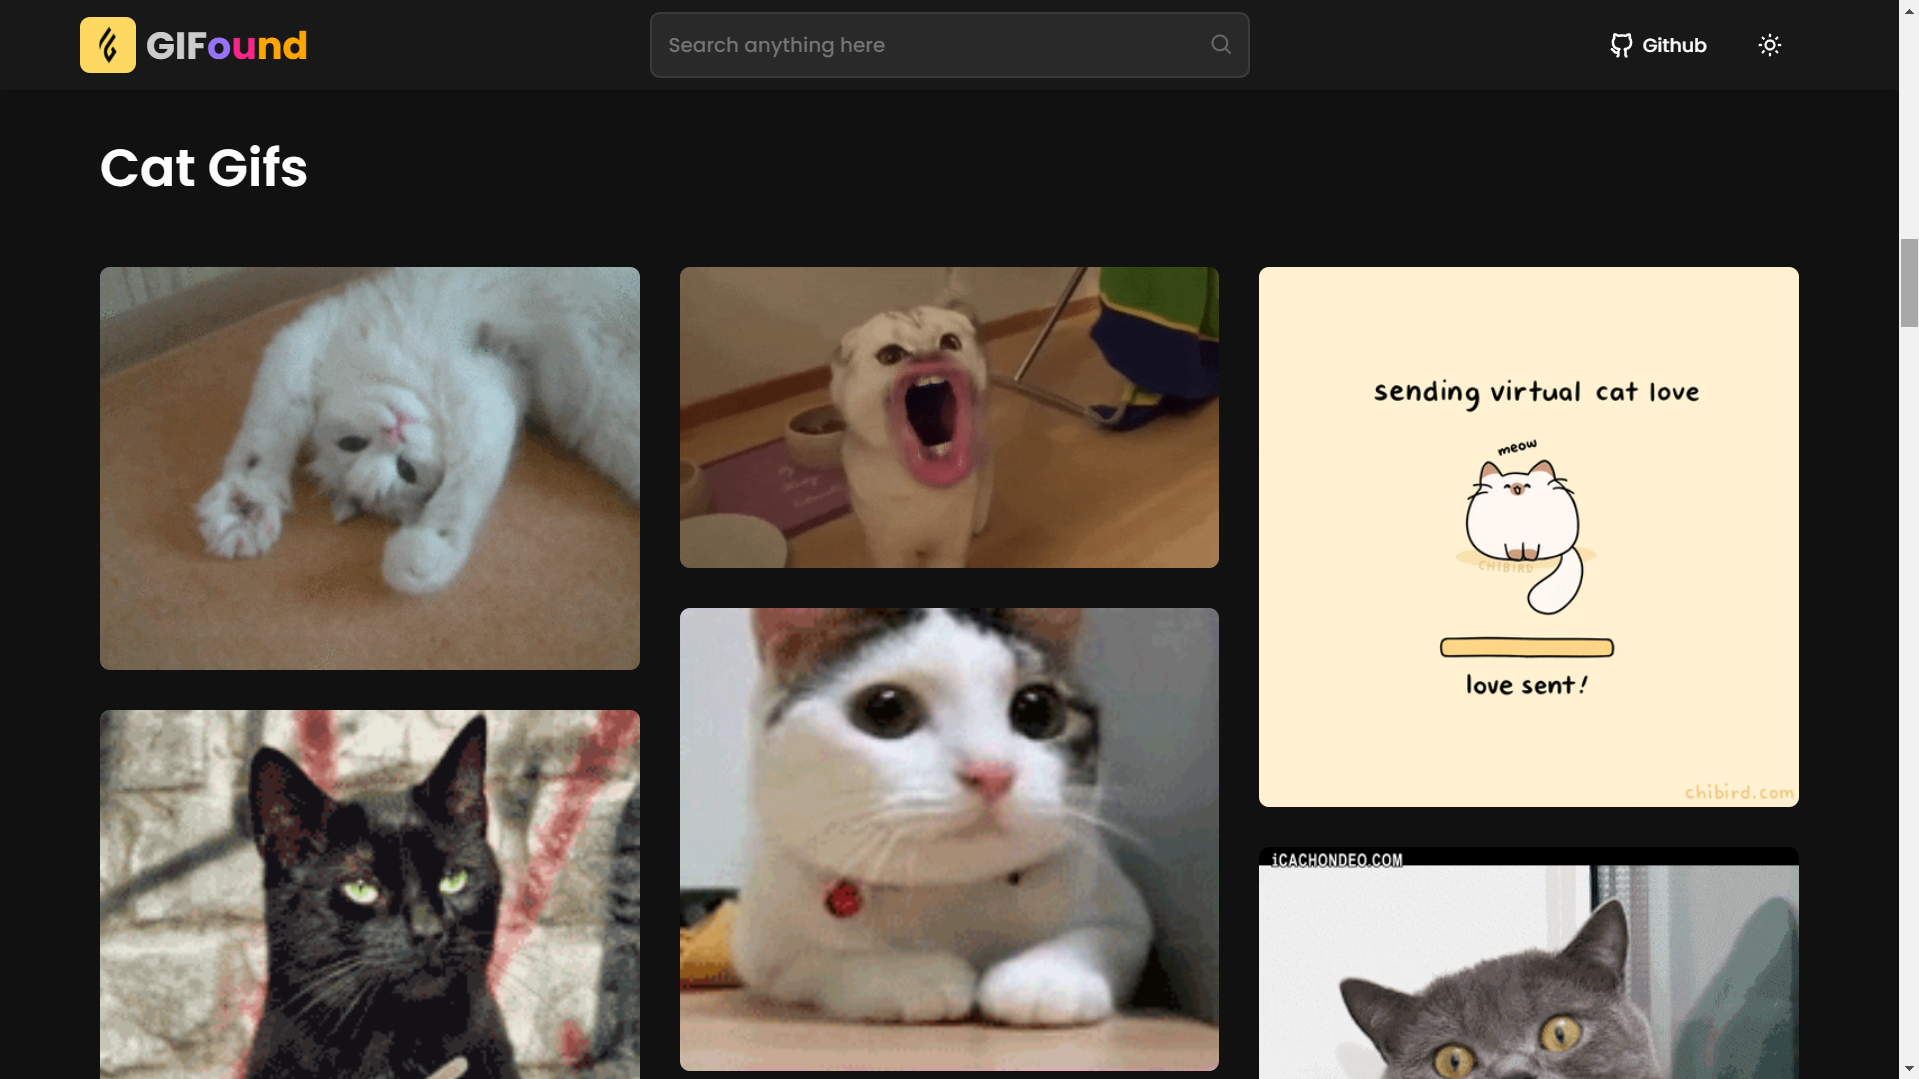 GIFound
Search anything here
Github
Cat Gifs
sending virtual cat love
meow
CHIBIRD
love sent!
chibird.com
iCACHONDEO.COM